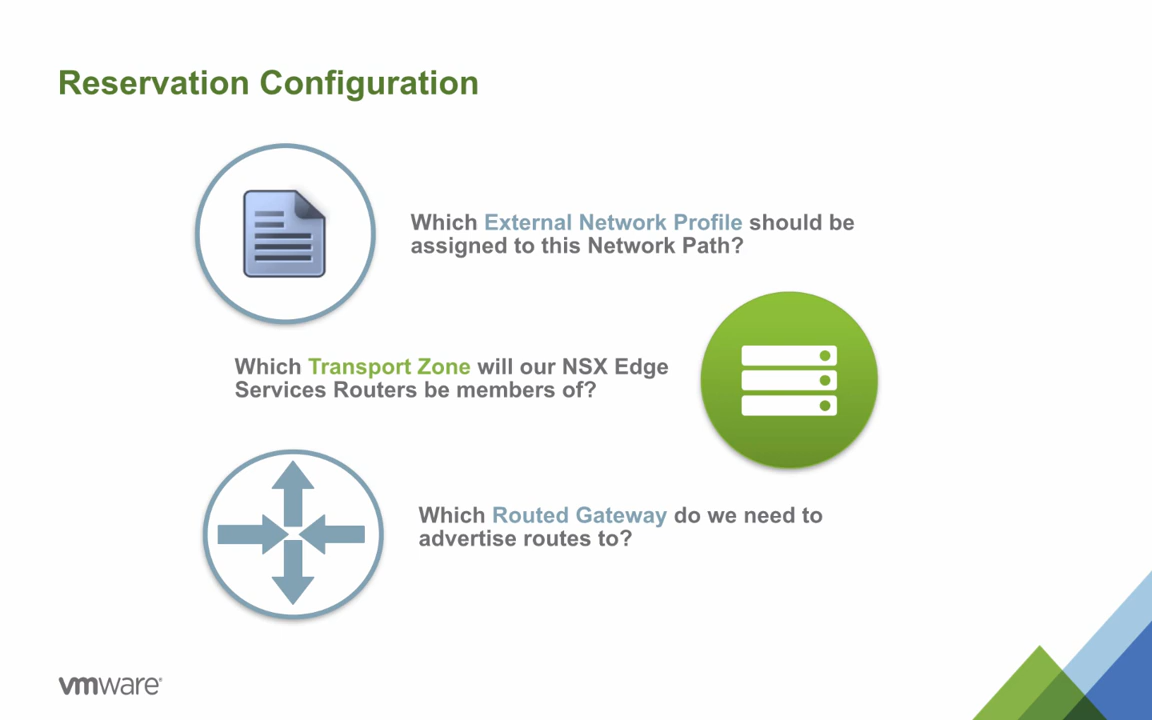 Reservation Configuration
Which External Network Profile should be
assigned to this Network Path?
Which Transport Zone will our NSX Edge
Services Routers be members of?
Which Routed Gateway do we need to
advertise routes to?
vmware®